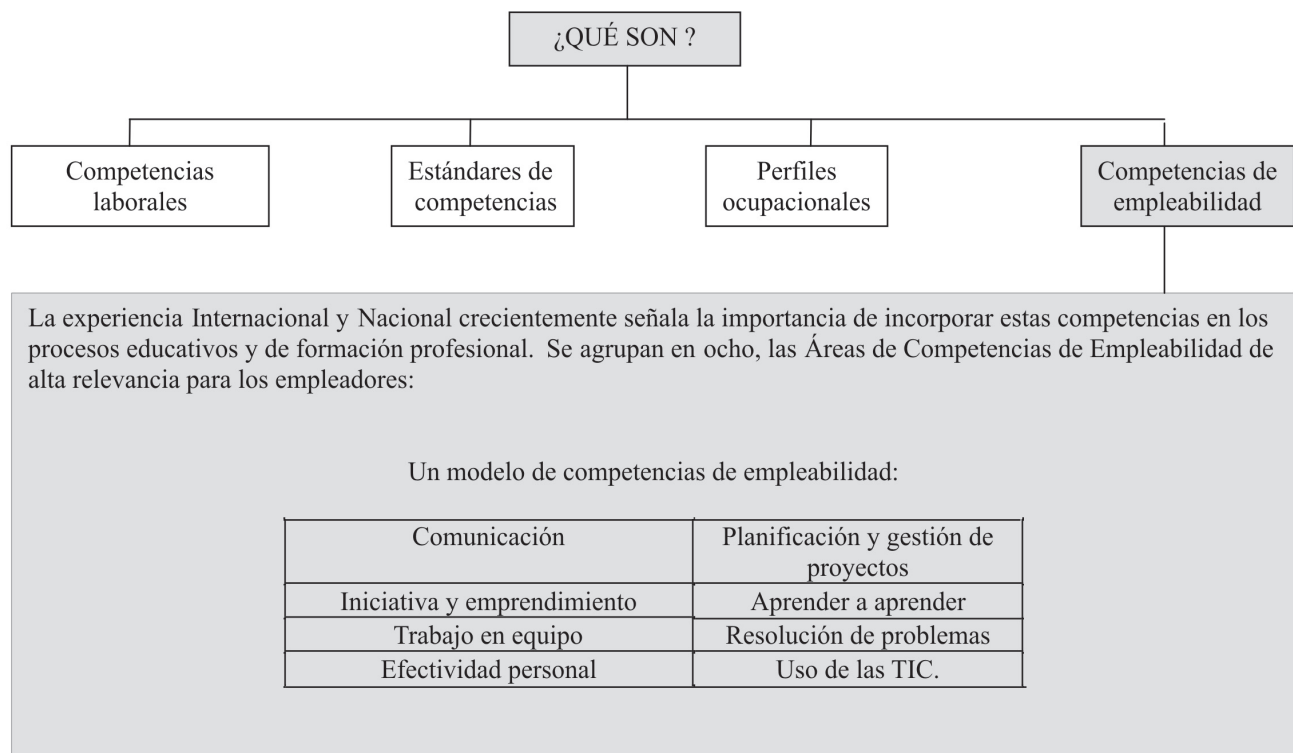 ¿QUÉ SON ?
Competencias
laborales
Estándares de
competencias
Perfiles
ocupacionales
Competencias de
empleabilidad
La experiencia Internacional y Nacional crecientemente señala la importancia de incorporar estas competencias en los
procesos educativos y de formación profesional. Se agrupan en ocho, las Áreas de Competencias de Empleabilidad de
alta relevancia para los empleadores:
Un modelo de competencias de empleabilidad:
Comunicación
Planificación y gestión de
proyectos
Iniciativa y emprendimiento
Aprender a aprender
Trabajo en equipo
Resolución de problemas
Efectividad personal
Uso de las TIC.